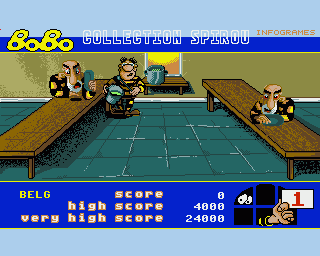 BOBO COLLECTION SPIROU INFOGRAMES
BELG score 0
high score 4000
very high score 24000
1